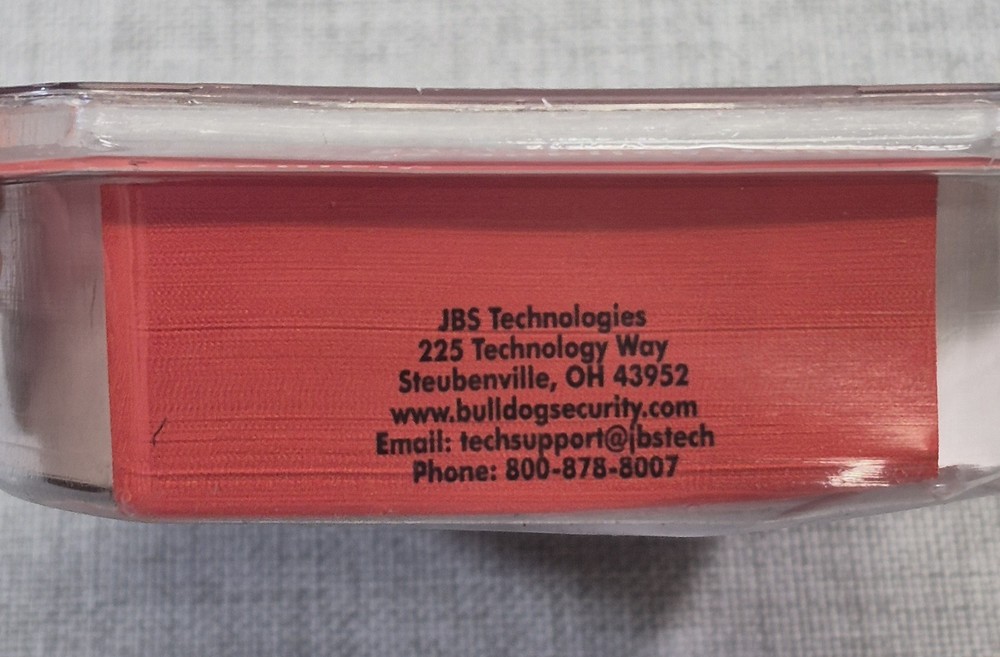 JBS Technologies
225 Technology Way
Steubenville, OH 43952
www.bulldogsecurity.com
Email: techsupport@jbstech
Phone: 800-878-8007